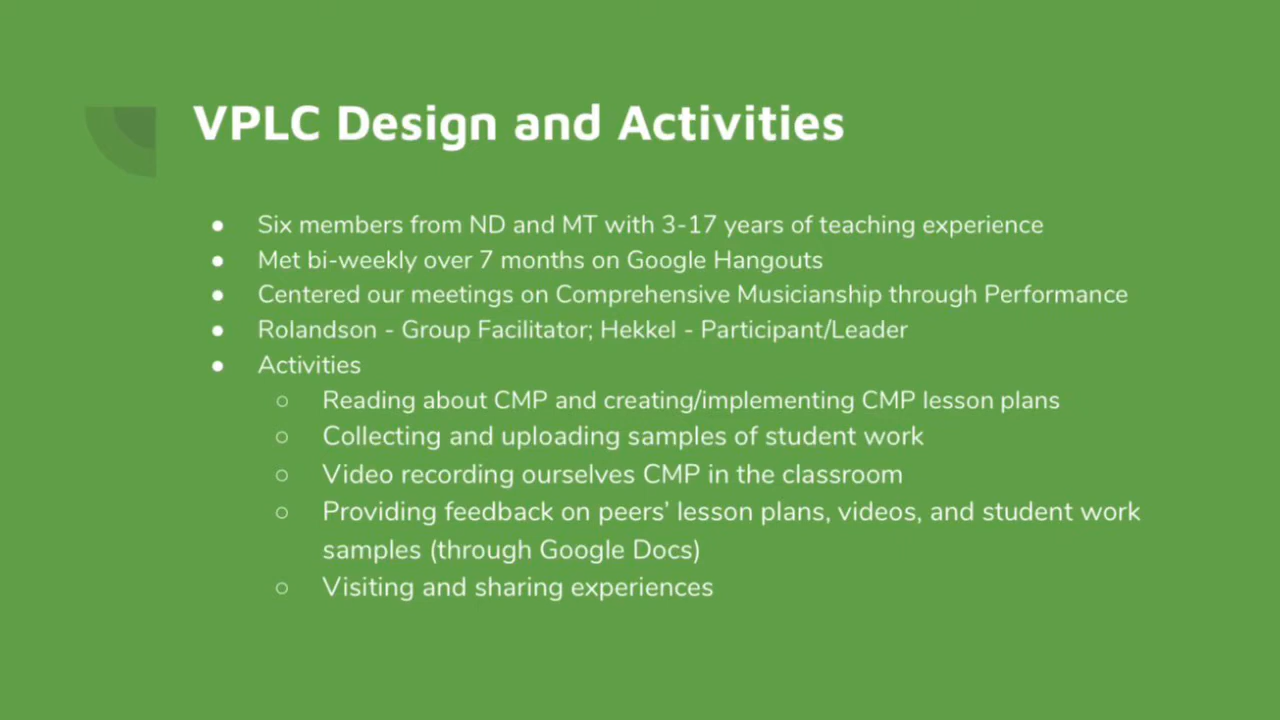 VPLC Design and Activities
● Six members from ND and MT with 3-17 years of teaching experience
● Met bi-weekly over 7 months on Google Hangouts
● Centered our meetings on Comprehensive Musicianship through Performance
● Rolandson - Group Facilitator; Hekkel - Participant/Leader
● Activities
○ Reading about CMP and creating/implementing CMP lesson plans
○ Collecting and uploading samples of student work
○ Video recording ourselves CMP in the classroom
○ Providing feedback on peers’ lesson plans, videos, and student work
samples (through Google Docs)
○ Visiting and sharing experiences